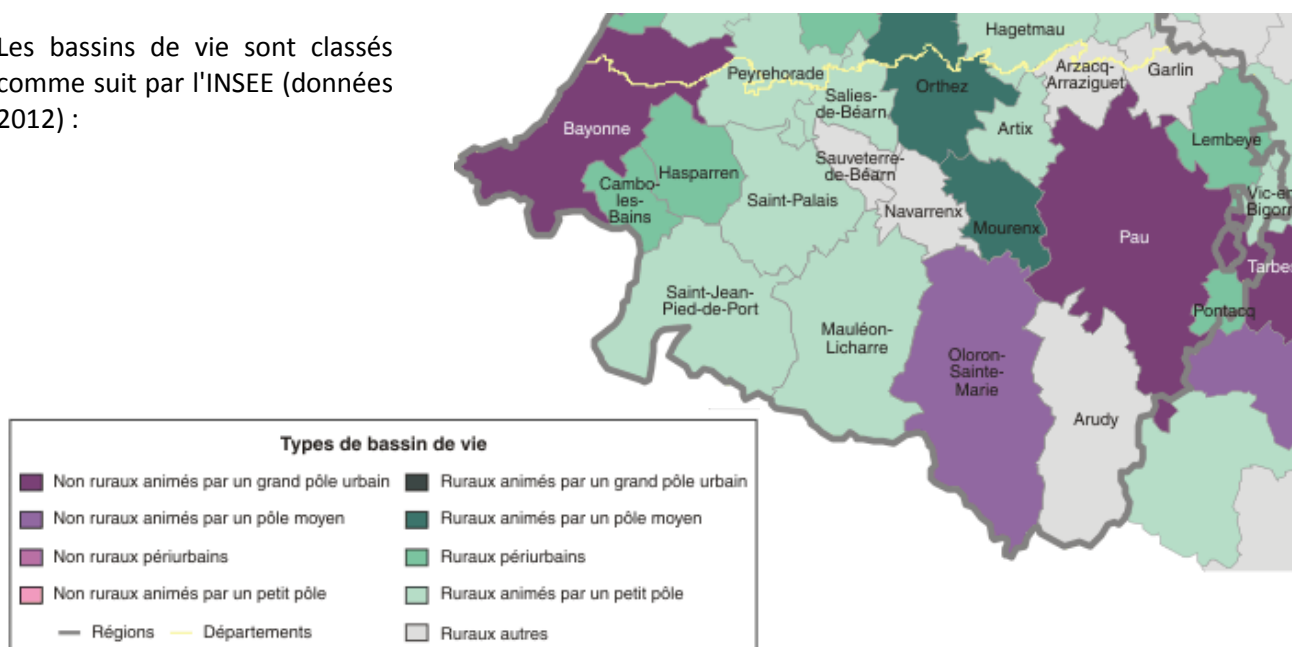 Les bassins de vie sont classés
comme suit par l'INSEE (données
2012) :
Hagetmau
Peyrehorade
Orthez
Arzacq-
Arraziguet
Garlin
Salies-
de-Béarn
Bayonne
Artix
Lembeye
Sauveterre-
de-Béarn
Hasparren
Cambo-
les-
Bains
Saint-Palais
Navarrenx
Vic-en
Bigorr
Mourenx
Pau
Tarbes
Saint-Jean-
Pied-de-Port
Pontacq
Mauléon-
Licharre
Oloron-
Sainte-
Marie
Arudy
Types de bassin de vie
Non ruraux animés par un grand pôle urbain
Ruraux animés par un grand pôle urbain
Non ruraux animés par un pôle moyen
Ruraux animés par un pôle moyen
Non ruraux périurbains
Ruraux périurbains
Non ruraux animés par un petit pôle
Ruraux animés par un petit pôle
Régions
Départements
Ruraux autres